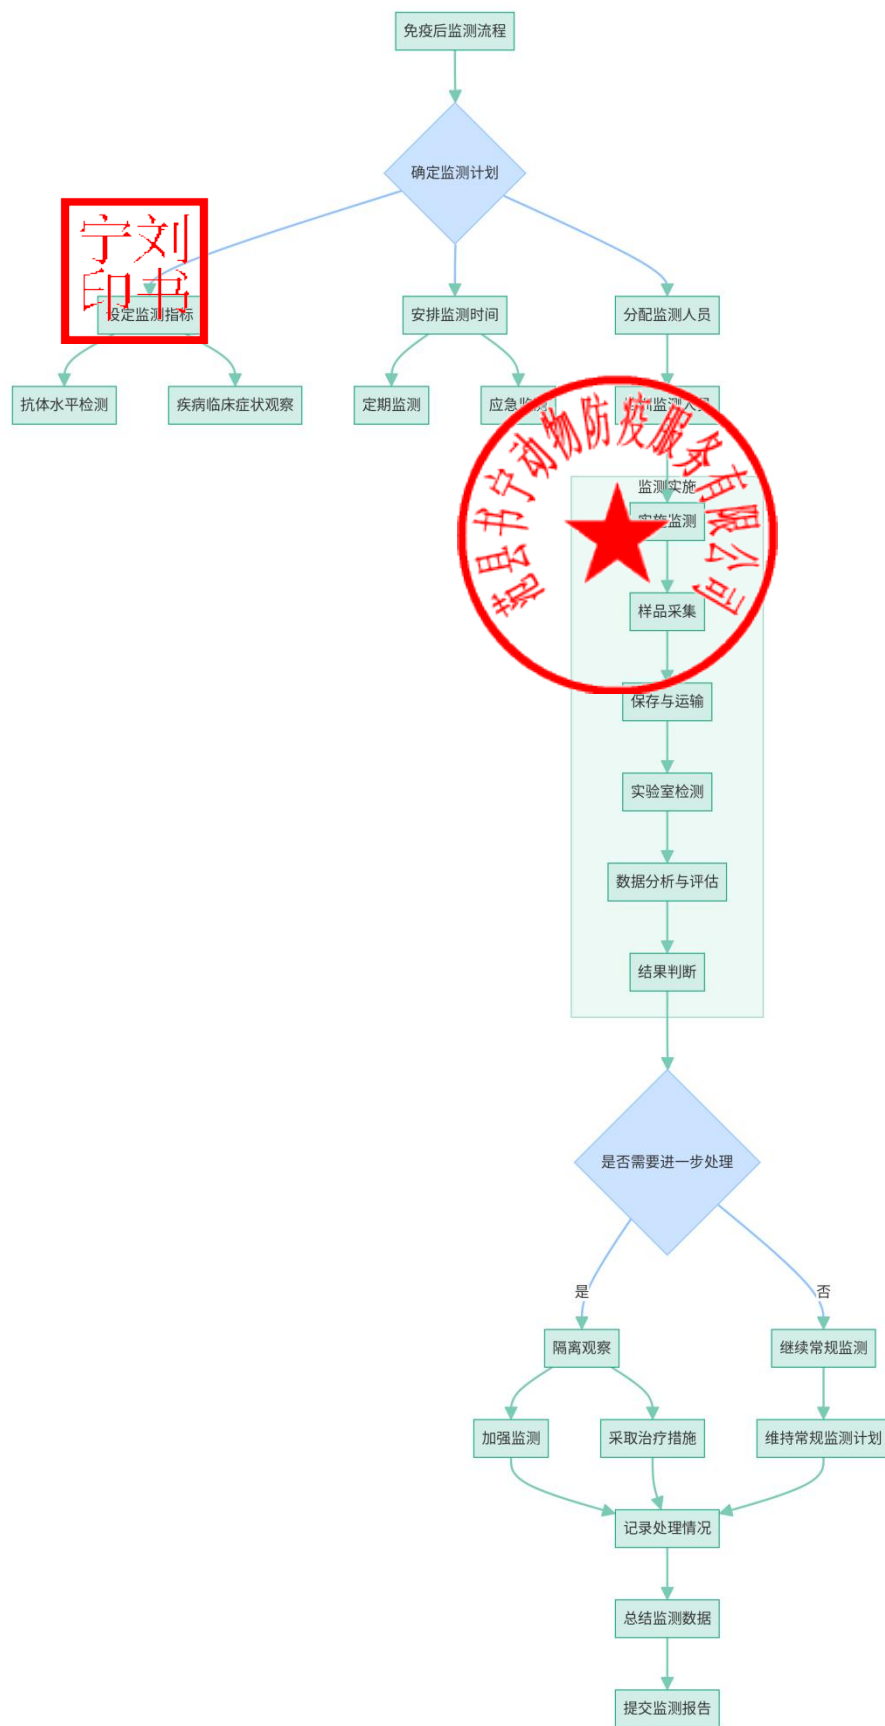 免疫后监测流程
确定监测计划
宁刘
印书
设定监测指标
安排监测时间
分配监测人员
抗体水平检测
疾病临床症状观察
定期监测
应急监测
培训监测人员
范县书宁动物防疫服务有限公司
监测实施
实施监测
样品采集
保存与运输
实验室检测
数据分析与评估
结果判断
是否需要进一步处理
是
否
隔离观察
继续常规监测
加强监测
采取治疗措施
维持常规监测计划
记录处理情况
总结监测数据
提交监测报告